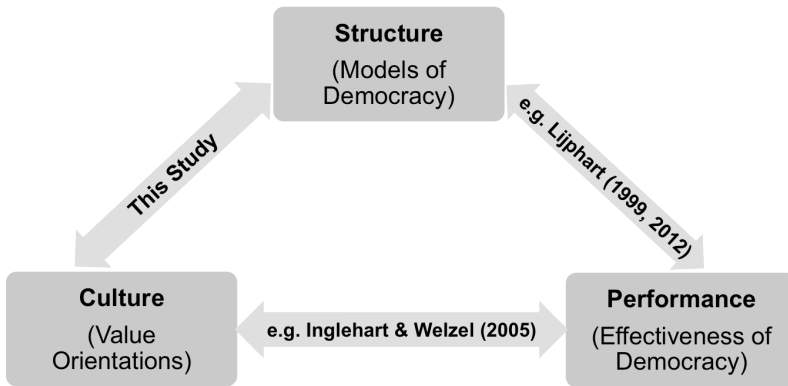 Structure
(Models of
Democracy)
This Study
e.g. Lijphart (1999, 2012)
Culture
(Value
Orientations)
e.g. Inglehart & Welzel (2005)
Performance
(Effectiveness of
Democracy)